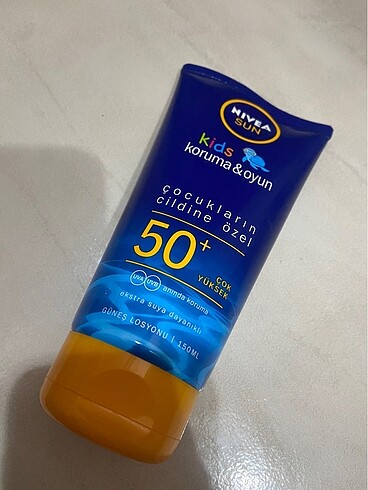 NIVEA
SUN
kids
koruma&oyun
çocukların
cildine özel
50+
ÇOK
YÜKSEK
UVA UVB anında koruma
ekstra suya dayanıklı
GÜNEŞ LOSYONU | 150ML